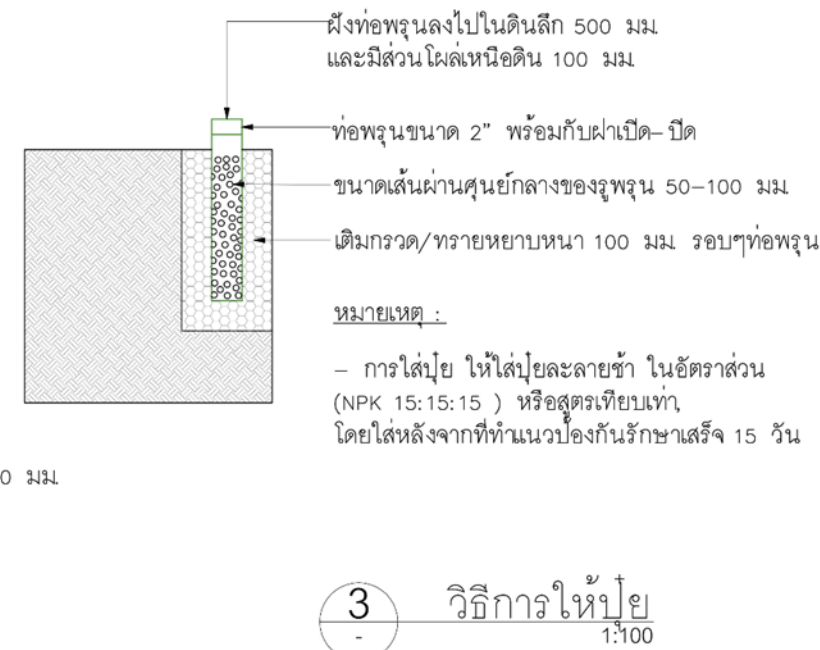 ฝังท่อพรุนลงไปในดินลึก 500 มม.
และมีส่วนโผล่เหนือดิน 100 มม.
ท่อพรุนขนาด 2" พร้อมกับฝาเปิด-ปิด
ขนาดเส้นผ่านศูนย์กลางของรูพรุน 50-100 มม.
เติมกรวด/ทรายหยาบหนา 100 มม. รอบๆท่อพรุน
หมายเหตุ :
- การใส่ปุ๋ย ให้ใส่ปุ๋ยละลายช้า ในอัตราส่วน
(NPK 15:15:15 ) หรือสูตรเทียบเท่า,
โดยใส่หลังจากที่ทำแนวป้องกันรักษาเสร็จ 15 วัน
0 มม.
3 วิธีการให้ปุ๋ย
- 1:100